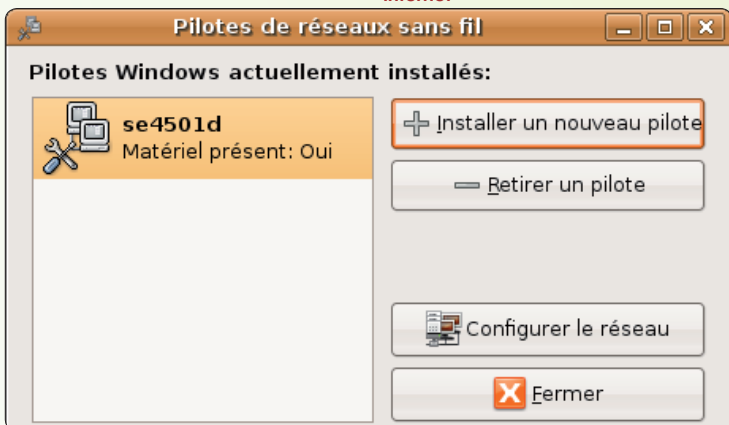 Pilotes de réseaux sans fil
Pilotes Windows actuellement installés:
se4501d
Matériel présent: Oui
Installer un nouveau pilote
Retirer un pilote
Configurer le réseau
Fermer